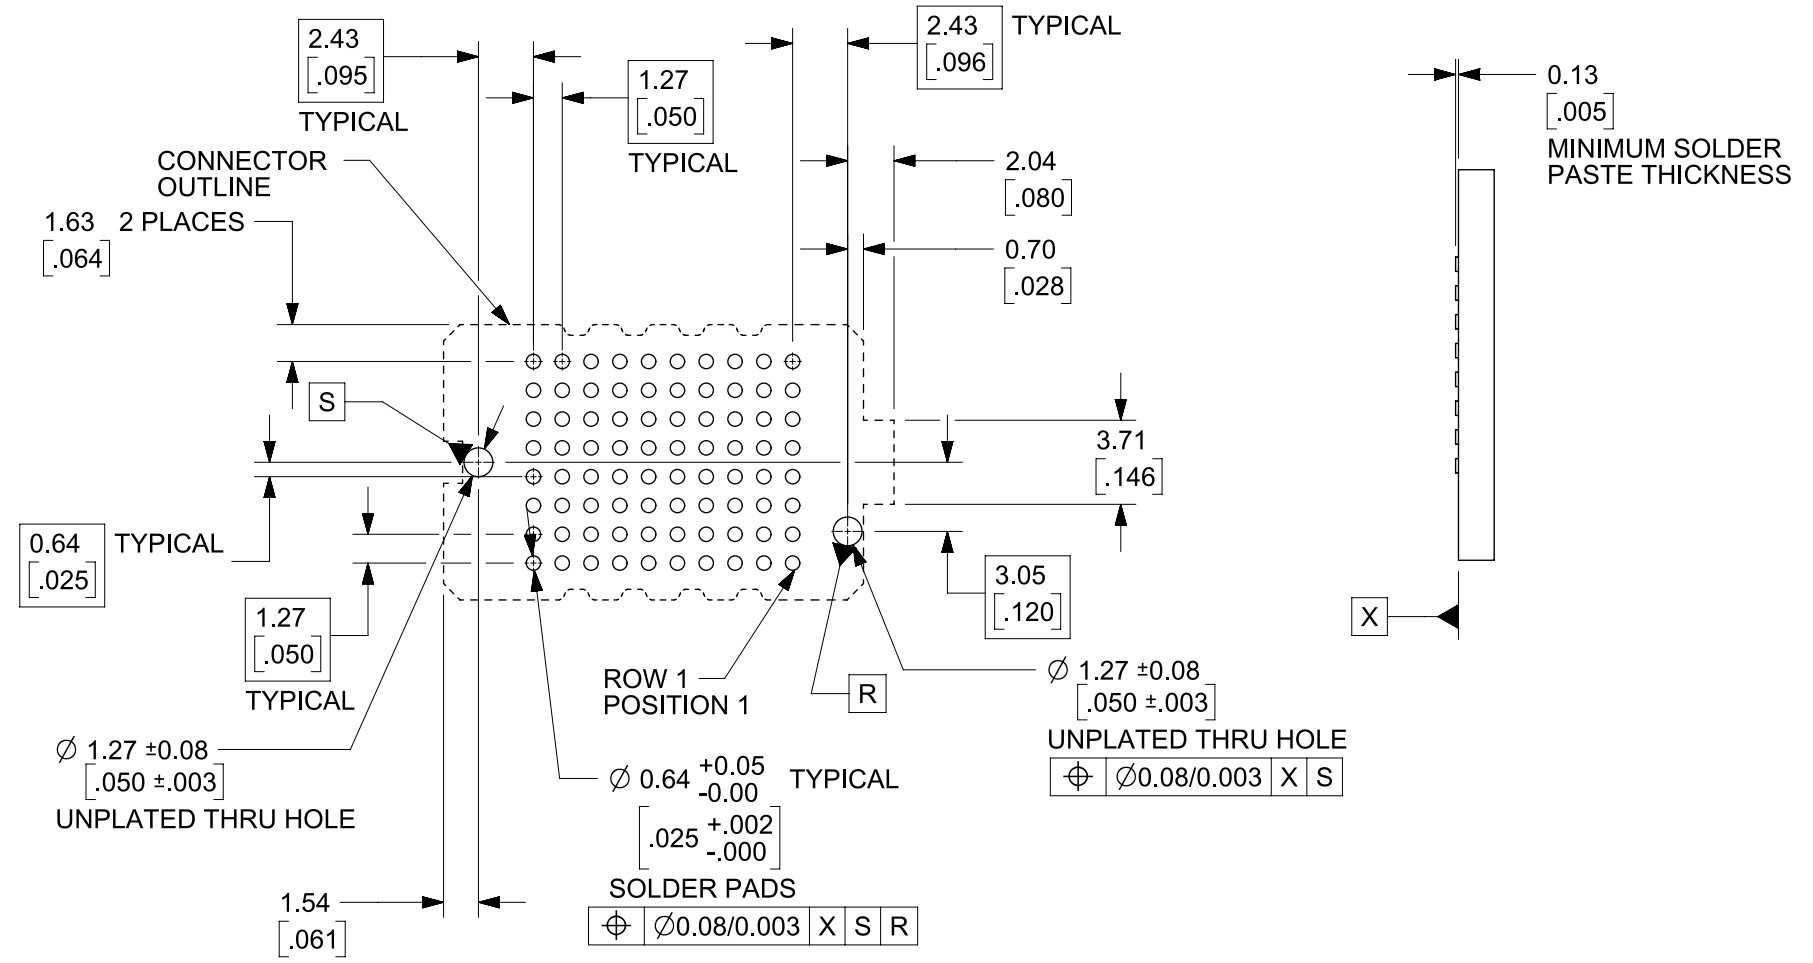 2.43
[.095]
TYPICAL
1.27
[.050]
TYPICAL
2.43
[.096]
TYPICAL
0.13
[.005]
MINIMUM SOLDER
PASTE THICKNESS
CONNECTOR
OUTLINE
2.04
[.080]
1.63
[.064]
2 PLACES
0.70
[.028]
S
3.71
[.146]
0.64
[.025]
TYPICAL
1.27
[.050]
TYPICAL
3.05
[.120]
X
ROW 1
POSITION 1
R
∅ 1.27 ±0.08
[.050 ±.003]
UNPLATED THRU HOLE
∅ 1.27 ±0.08
[.050 ±.003]
UNPLATED THRU HOLE
⌖ ∅0.08/0.003 X S
∅ 0.64 +0.05 -0.00 TYPICAL
[.025 +.002 -.000]
SOLDER PADS
⌖ ∅0.08/0.003 X S R
1.54
[.061]